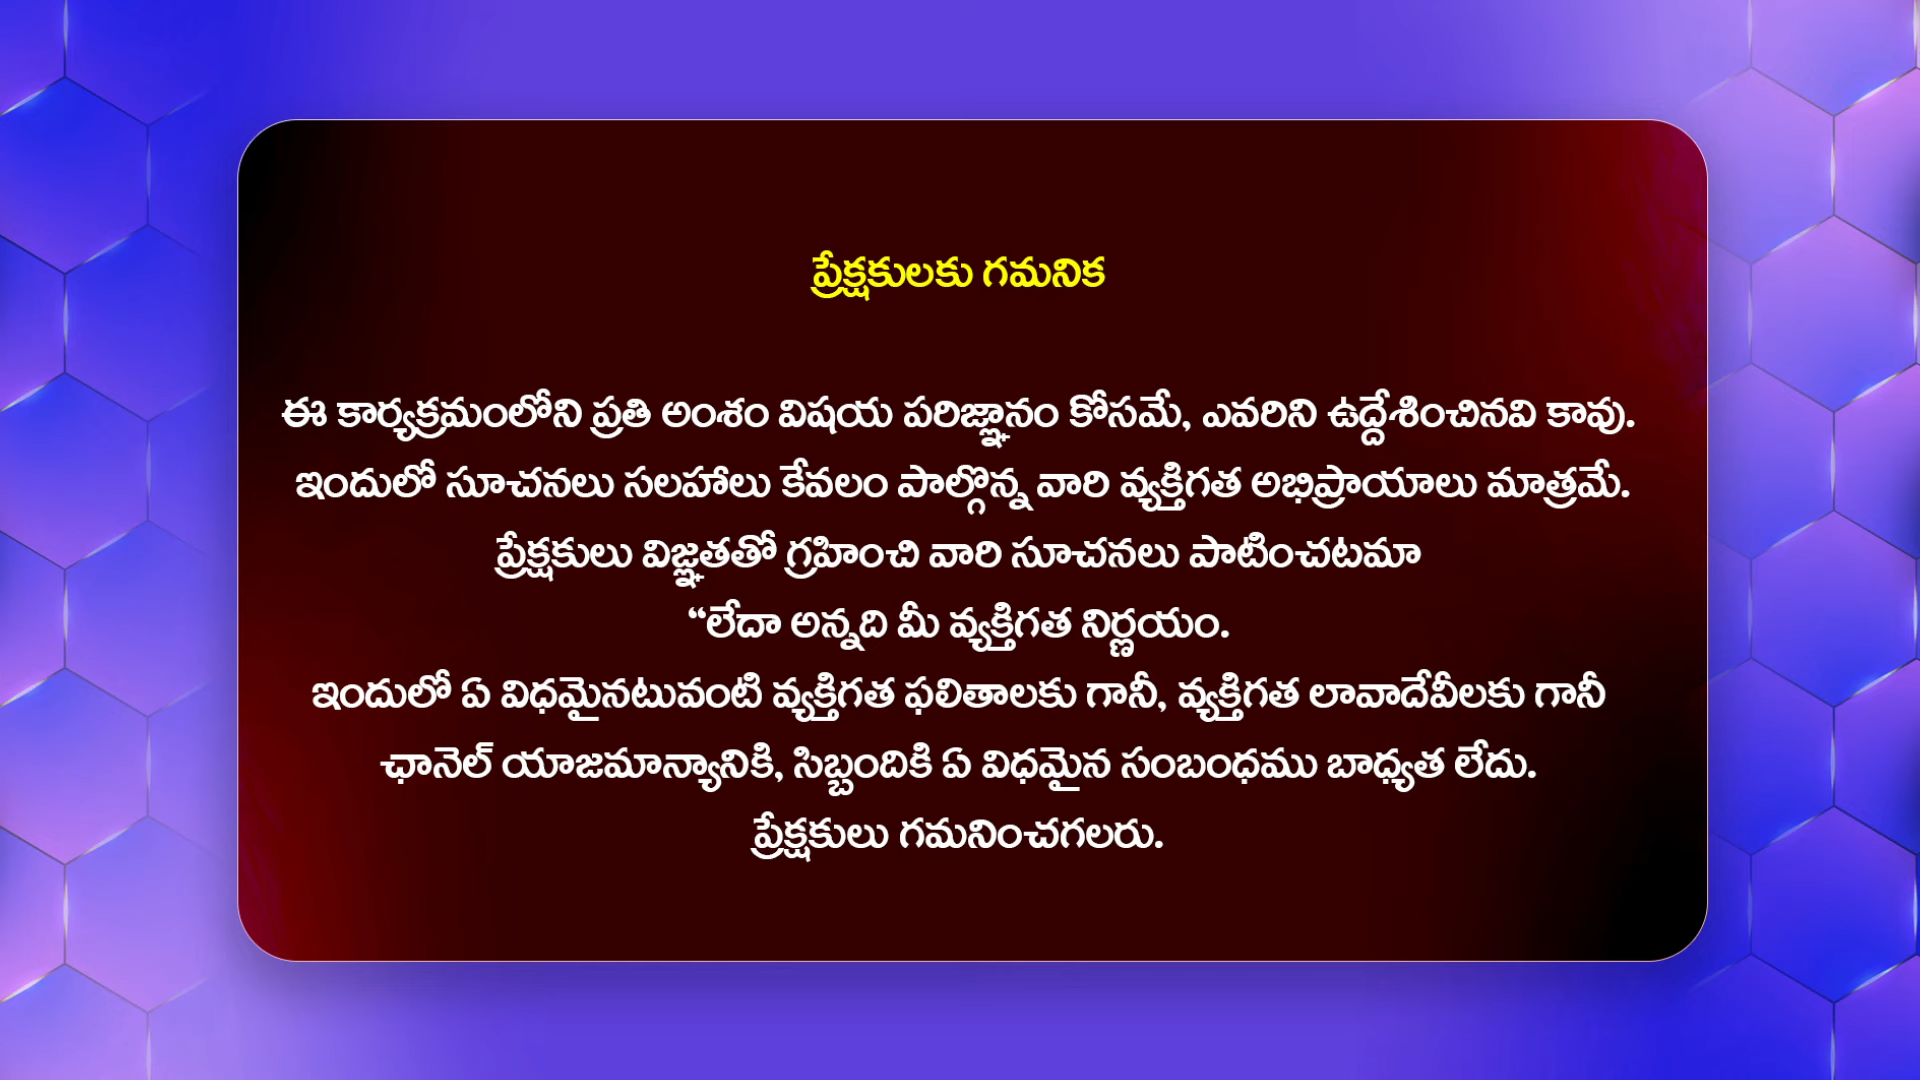 ప్రేక్షకులకు గమనిక
ఈ కార్యక్రమంలోని ప్రతి అంశం విషయ పరిజ్ఞానం కోసమే, ఎవరిని ఉద్దేశించినవి కావు.
ఇందులో సూచనలు సలహాలు కేవలం పాల్గొన్న వారి వ్యక్తిగత అభిప్రాయాలు మాత్రమే.
ప్రేక్షకులు విజ్ఞతతో గ్రహించి వారి సూచనలు పాటించటమా
“లేదా అన్నది మీ వ్యక్తిగత నిర్ణయం.
ఇందులో ఏ విధమైనటువంటి వ్యక్తిగత ఫలితాలకు గానీ, వ్యక్తిగత లావాదేవీలకు గానీ
ఛానెల్ యాజమాన్యానికి, సిబ్బందికి ఏ విధమైన సంబంధము బాధ్యత లేదు.
ప్రేక్షకులు గమనించగలరు.